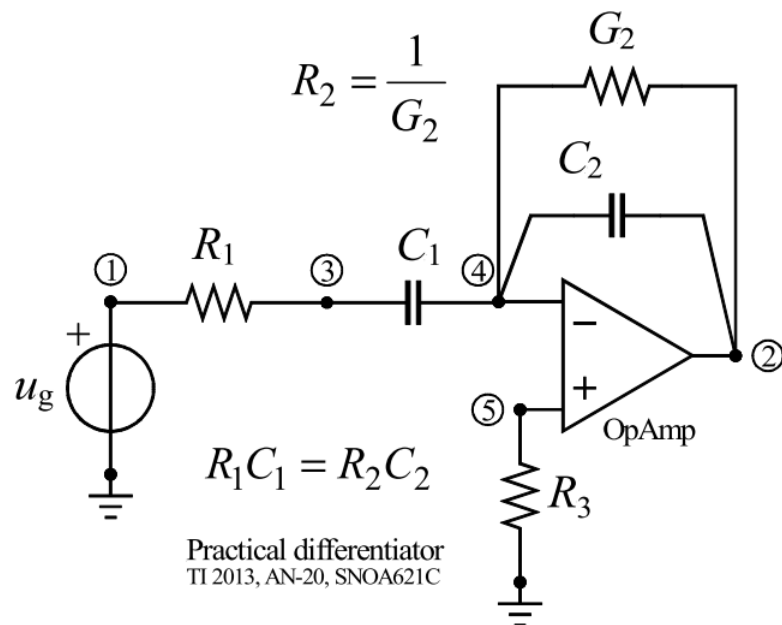 G₂
R₂ = 1/G₂
C₂
① R₁ ③ C₁ ④
+
u_g
−
②
+
⑤
OpAmp
R₁C₁ = R₂C₂
R₃
Practical differentiator
TI 2013, AN-20, SNOA621C